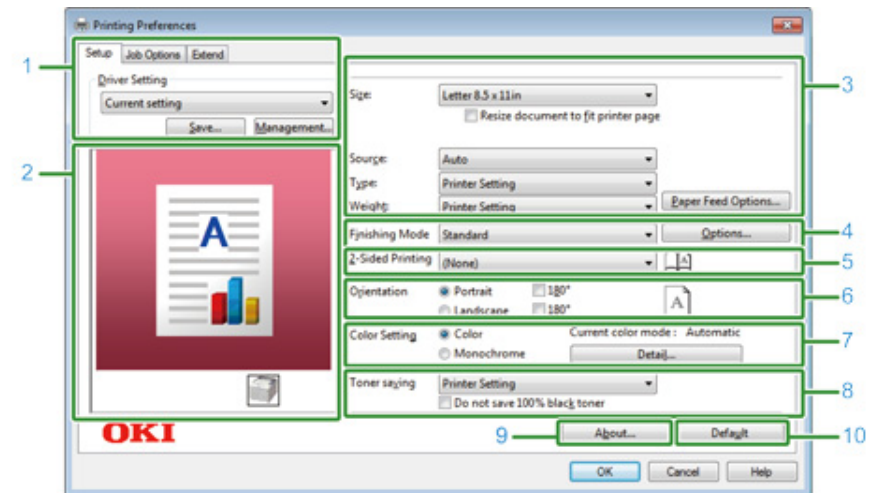 Printing Preferences
Setup Job Options Extend
1
Driver Setting
Current setting
Save... Management...
2
A
OKI
3
Size: Letter 8.5 x 11in
Resize document to fit printer page
Source: Auto
Type: Printer Setting
Weight: Printer Setting Paper Feed Options...
Finishing Mode Standard Options... 4
2-Sided Printing (None) A 5
Orientation Portrait 180° A 6
Landscape 180°
Color Setting Color Current color mode : Automatic 7
Monochrome Detail...
Toner saving Printer Setting 8
Do not save 100% black toner
9 About... Default 10
OK Cancel Help